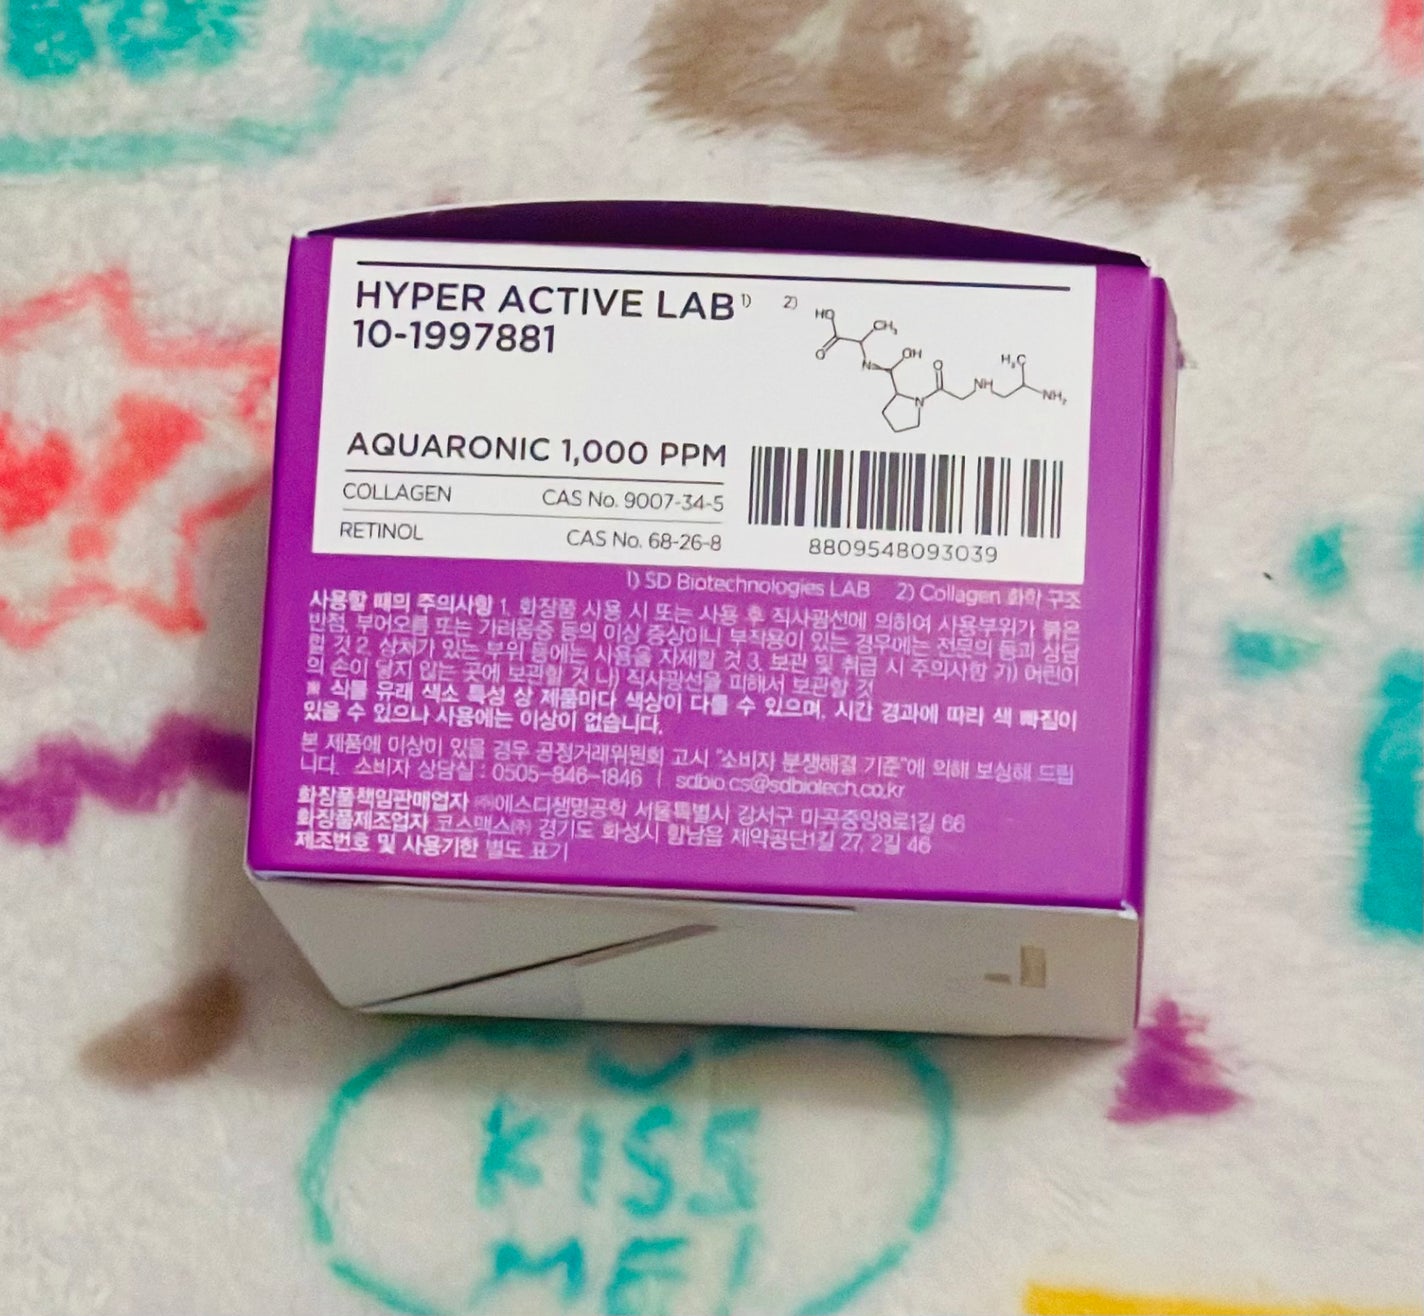 HYPER ACTIVE LAB¹⁾
10-1997881
2)
HO
CH₃
O
OH
N
O
N
NH
H₃C
NH₂
AQUARONIC 1,000 PPM
COLLAGEN CAS No. 9007-34-5
RETINOL CAS No. 68-26-8
8809548093039
1) SD Biotechnologies LAB 2) Collagen 화학 구조
사용할 때의 주의사항 1. 화장품 사용 시 또는 사용 후 직사광선에 의하여 사용부위가 붉은
반점, 부어오름 또는 가려움증 등의 이상 증상이나 부작용이 있는 경우에는 전문의 등과 상담
할 것 2. 상처가 있는 부위 등에는 사용을 자제할 것 3. 보관 및 취급 시 주의사항 가) 어린이
의 손이 닿지 않는 곳에 보관할 것 나) 직사광선을 피해서 보관할 것
※ 식물 유래 색소 특성 상 제품마다 색상이 다를 수 있으며, 시간 경과에 따라 색 빠짐이
있을 수 있으나 사용에는 이상이 없습니다.
본 제품에 이상이 있을 경우 공정거래위원회 고시 "소비자 분쟁해결 기준"에 의해 보상해 드립
니다. 소비자 상담실 : 0505-846-1846 | sdbio.cs@sdbiotech.co.kr
화장품책임판매업자 ㈜에스디생명공학 서울특별시 강서구 마곡중앙8로1길 66
화장품제조업자 코스맥스㈜ 경기도 화성시 향남읍 제약공단1길 27, 2길 46
제조번호 및 사용기한 별도 표기
KISS
ME!